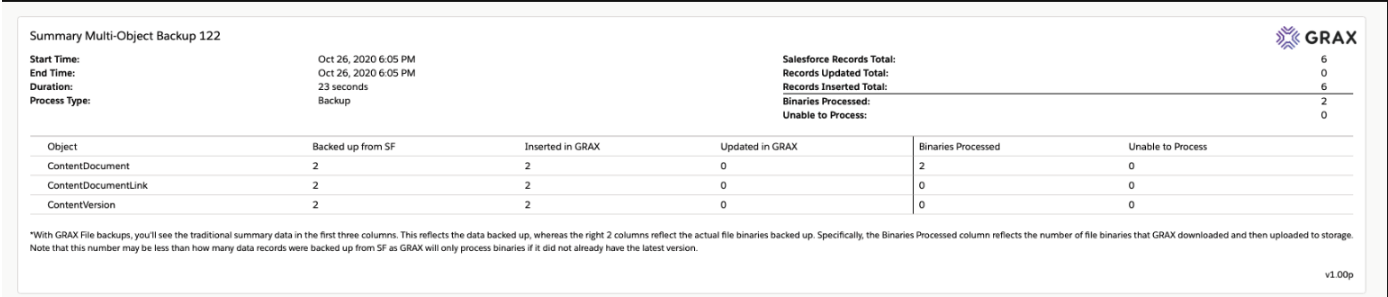 Summary Multi-Object Backup 122
GRAX
Start Time: Oct 26, 2020 6:05 PM Salesforce Records Total: 6
End Time: Oct 26, 2020 6:05 PM Records Updated Total: 0
Duration: 23 seconds Records Inserted Total: 6
Process Type: Backup Binaries Processed: 2
Unable to Process: 0
Object Backed up from SF Inserted in GRAX Updated in GRAX Binaries Processed Unable to Process
ContentDocument 2 2 0 2 0
ContentDocumentLink 2 2 0 0 0
ContentVersion 2 2 0 0 0
*With GRAX File backups, you'll see the traditional summary data in the first three columns. This reflects the data backed up, whereas the right 2 columns reflect the actual file binaries backed up. Specifically, the Binaries Processed column reflects the number of file binaries that GRAX downloaded and then uploaded to storage.
Note that this number may be less than how many data records were backed up from SF as GRAX will only process binaries if it did not already have the latest version.
v1.00p